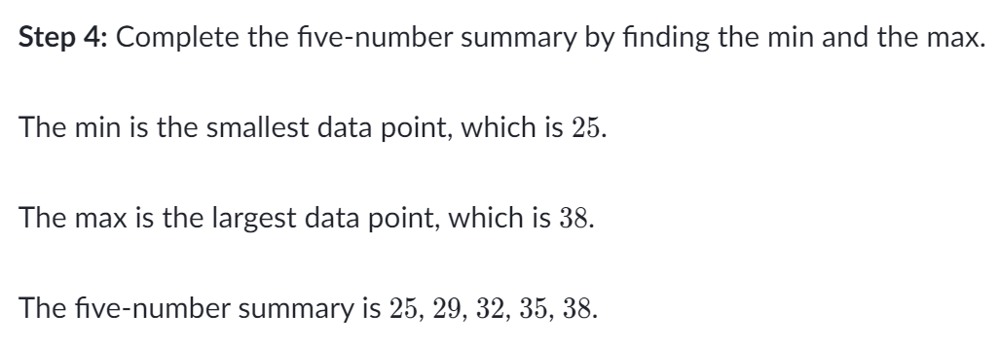 Step 4: Complete the five-number summary by finding the min and the max.
The min is the smallest data point, which is 25.
The max is the largest data point, which is 38.
The five-number summary is 25, 29, 32, 35, 38.